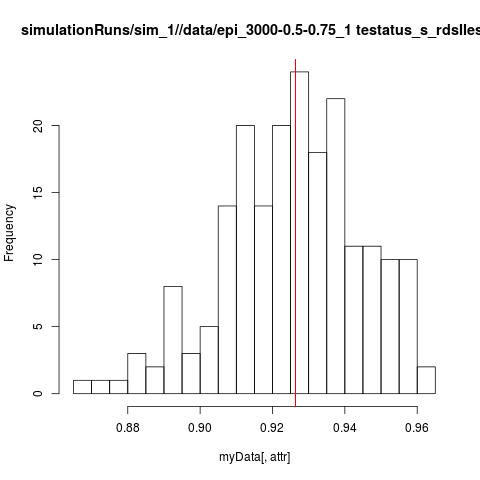 simulationRuns/sim_1//data/epi_3000-0.5-0.75_1 testatus_s_rdslles
Frequency
20
15
10
5
0
0.88 0.90 0.92 0.94 0.96
myData[, attr]